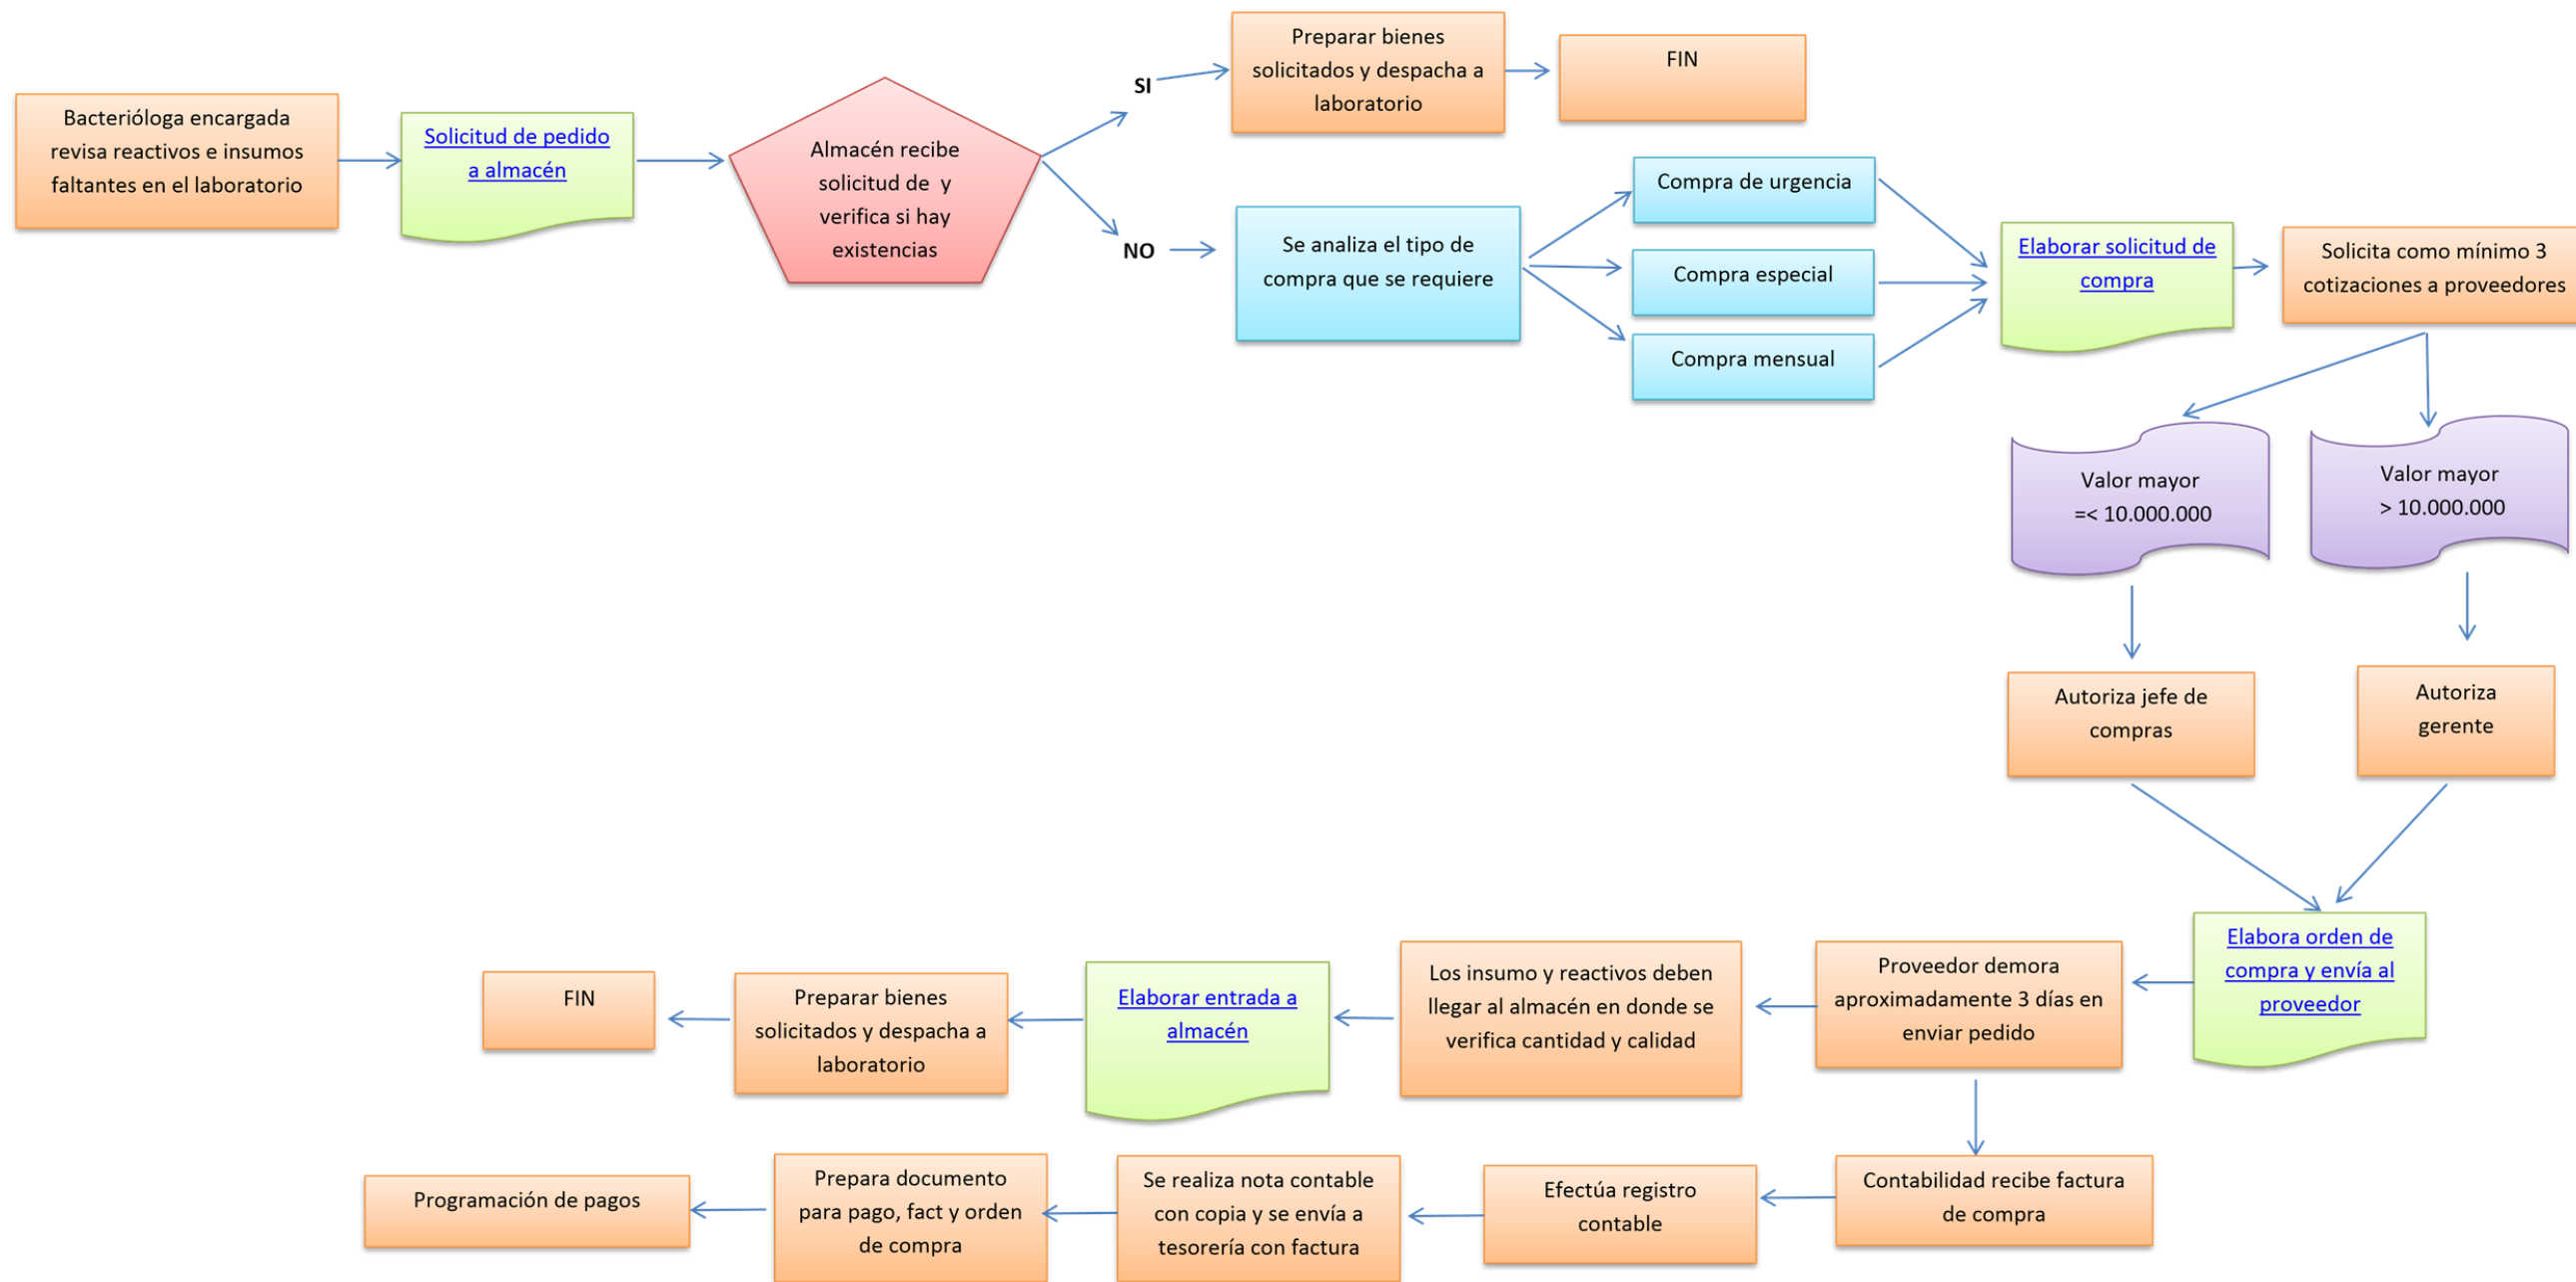 Bacterióloga encargada
revisa reactivos e insumos
faltantes en el laboratorio
Solicitud de pedido
a almacén
Almacén recibe
solicitud de  y
verifica si hay
existencias
SI
Preparar bienes
solicitados y despacha a
laboratorio
FIN
NO
Se analiza el tipo de
compra que se requiere
Compra de urgencia
Compra especial
Compra mensual
Elaborar solicitud de
compra
Solicita como mínimo 3
cotizaciones a proveedores
Valor mayor
=< 10.000.000
Valor mayor
> 10.000.000
Autoriza jefe de
compras
Autoriza
gerente
Elabora orden de
compra y envía al
proveedor
Proveedor demora
aproximadamente 3 días en
enviar pedido
Los insumo y reactivos deben
llegar al almacén en donde se
verifica cantidad y calidad
Elaborar entrada a
almacén
Preparar bienes
solicitados y despacha a
laboratorio
FIN
Contabilidad recibe factura
de compra
Efectúa registro
contable
Se realiza nota contable
con copia y se envía a
tesorería con factura
Prepara documento
para pago, fact y orden
de compra
Programación de pagos